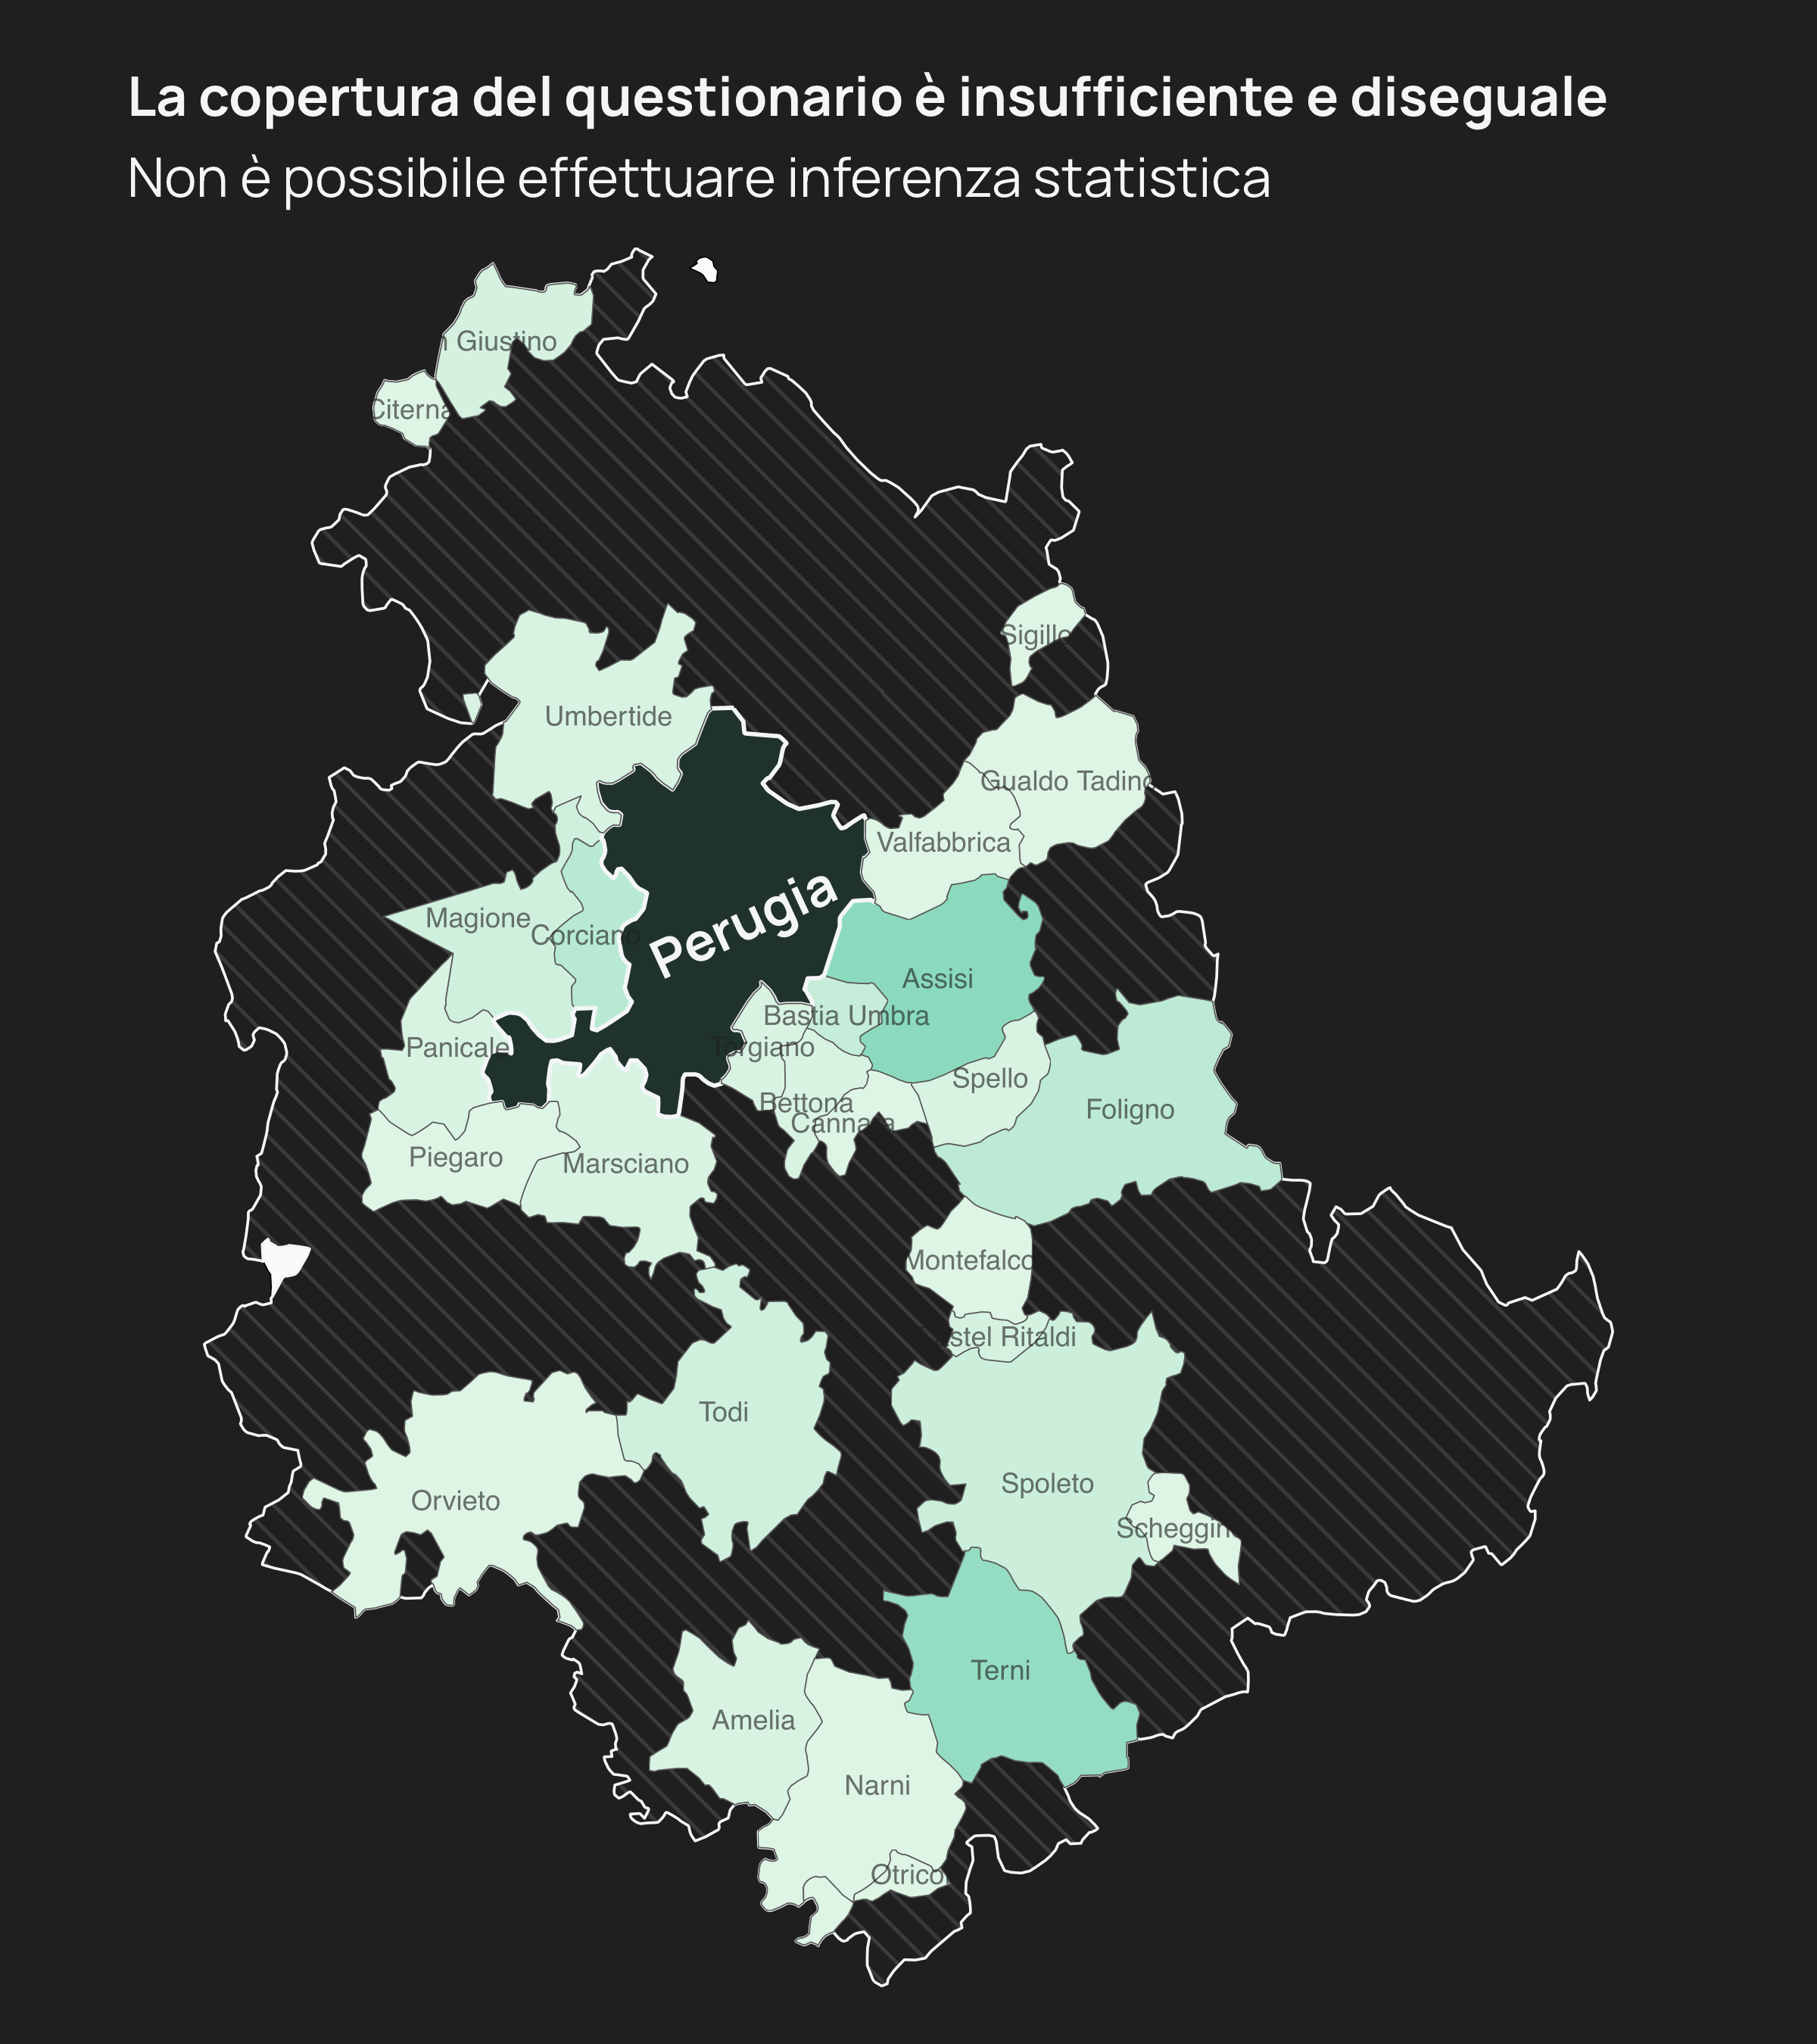 La copertura del questionario è insufficiente e diseguale
Non è possibile effettuare inferenza statistica
n Giustino
Citerna
Sigillo
Umbertide
Gualdo Tadino
Valfabbrica
Perugia
Magione
Corciano
Assisi
Bastia Umbra
Torgiano
Panicale
Spello
Bettona
Foligno
Cannara
Piegaro
Marsciano
Montefalco
stel Ritaldi
Todi
Spoleto
Orvieto
Scheggin
Terni
Amelia
Narni
Otricol